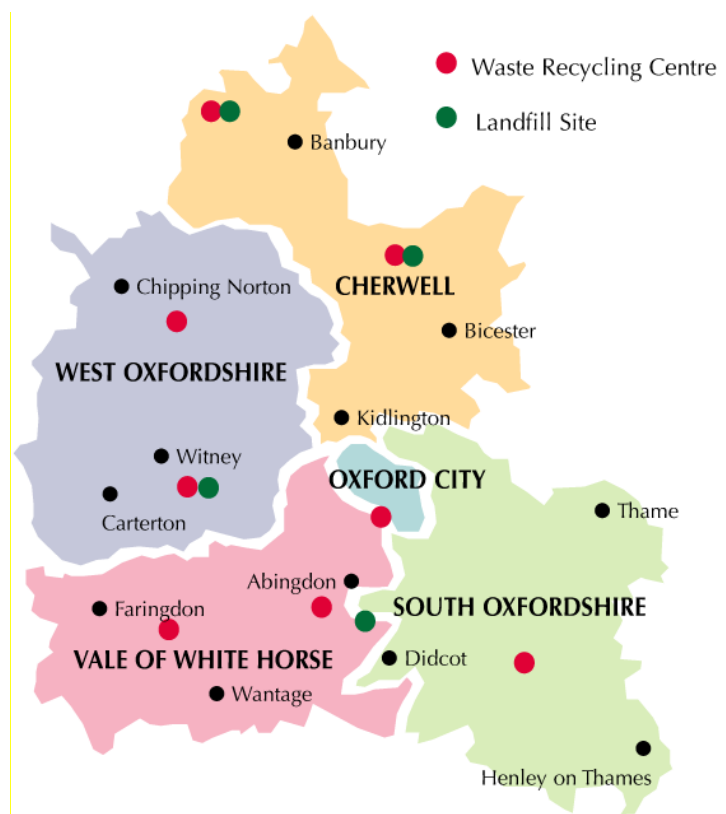 Waste Recycling Centre
Landfill Site
Banbury
CHERWELL
Chipping Norton
Bicester
WEST OXFORDSHIRE
Kidlington
Witney
OXFORD CITY
Carterton
Thame
Abingdon
Faringdon
SOUTH OXFORDSHIRE
VALE OF WHITE HORSE
Didcot
Wantage
Henley on Thames